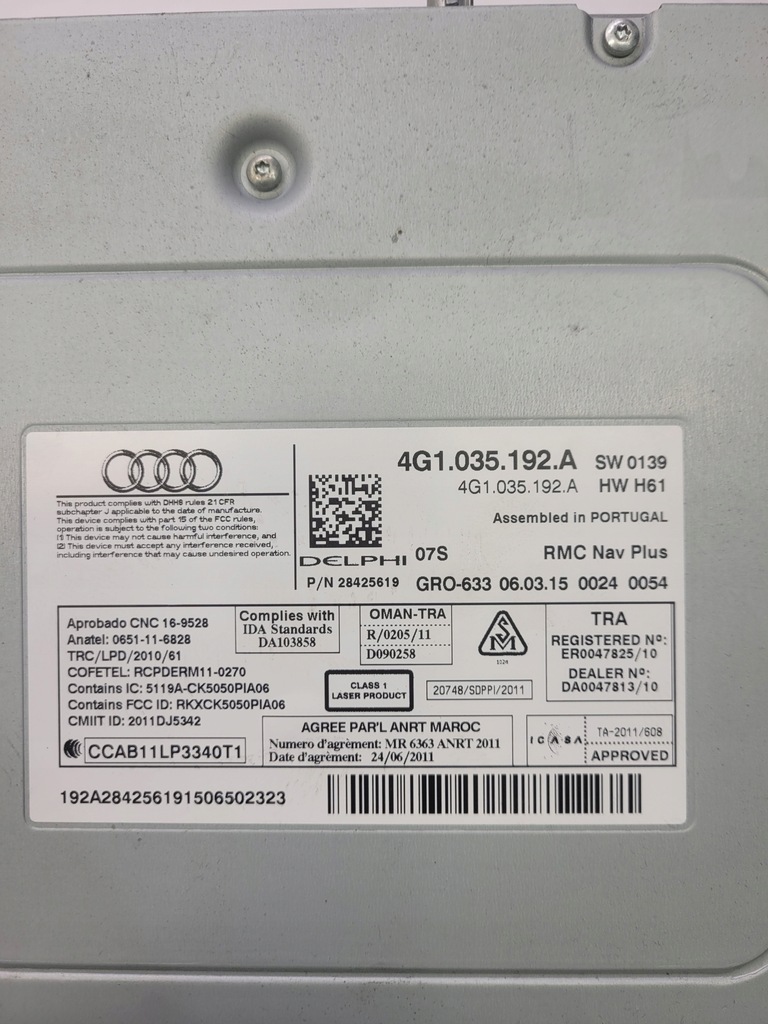 4G1.035.192.A SW 0139
4G1.035.192.A HW H61
Assembled in PORTUGAL
This product complies with DHHS rules 21 CFR
subchapter J applicable to the date of manufacture.
This device complies with part 15 of the FCC rules,
operation is subject to the following two conditions:
(1) This device may not cause harmful interference, and
(2) This device must accept any interference received,
including interference that may cause undesired operation.
DELPHI 07S RMC Nav Plus
P/N 28425619 GRO-633 06.03.15 0024 0054
Aprobado CNC 16-9528
Anatel: 0651-11-6828
TRC/LPD/2010/61
COFETEL: RCPDERM11-0270
Contains IC: 5119A-CK5050PIA06
Contains FCC ID: RKXCK5050PIA06
CMIIT ID: 2011DJ5342
CCAB11LP3340T1
Complies with
IDA Standards
DA103858
OMAN-TRA
R/0205/11
D090258
S
M
1024
TRA
REGISTERED Nº:
ER0047825/10
DEALER Nº:
DA0047813/10
CLASS 1
LASER PRODUCT
20748/SDPPI/2011
AGREE PAR'L ANRT MAROC
Numero d'agrèment: MR 6363 ANRT 2011
Date d'agrèment: 24/06/2011
ICASA
TA-2011/608
APPROVED
192A284256191506502323